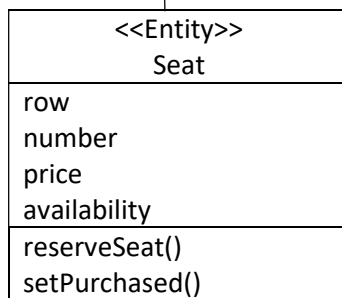 <<Entity>>
Seat
row
number
price
availability
reserveSeat()
setPurchased()